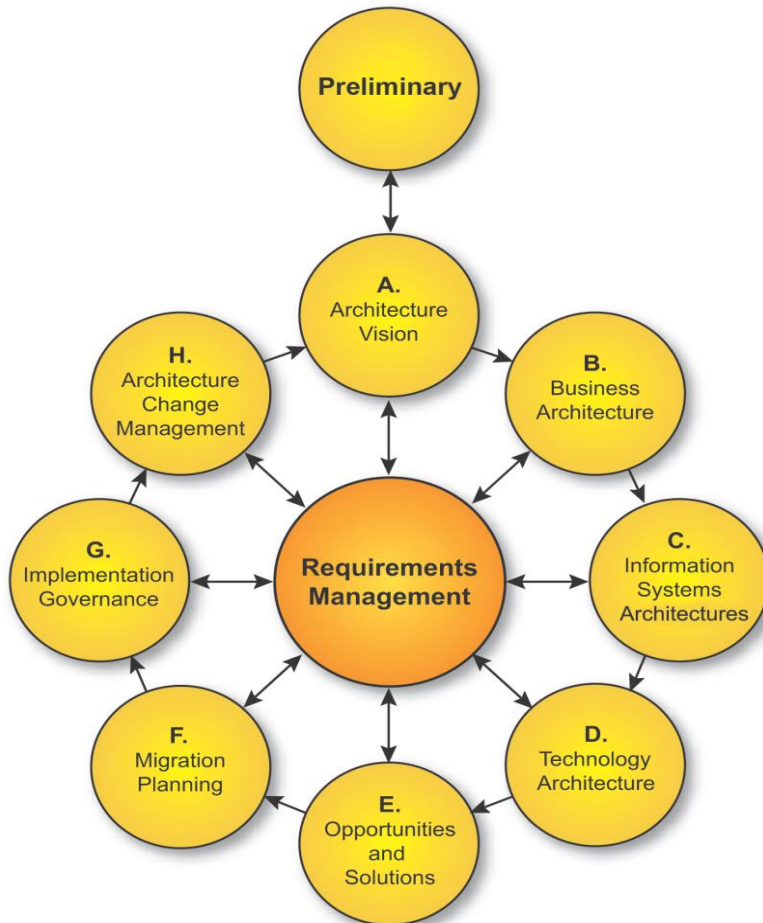 Preliminary
A.
Architecture
Vision
B.
Business
Architecture
C.
Information
Systems
Architectures
D.
Technology
Architecture
E.
Opportunities
and
Solutions
F.
Migration
Planning
G.
Implementation
Governance
H.
Architecture
Change
Management
Requirements
Management